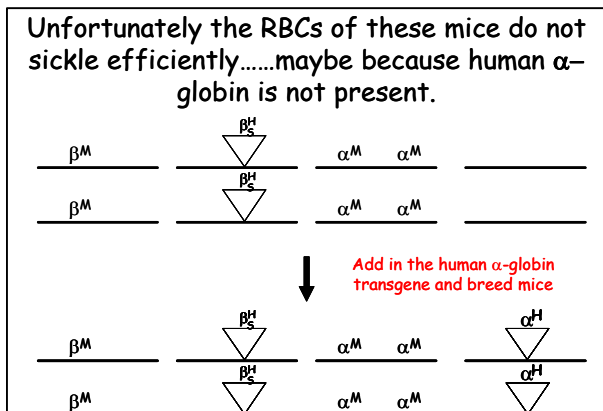 Unfortunately the RBCs of these mice do not
sickle efficiently......maybe because human α–
globin is not present.
βᴹ βₛᴴ αᴹ αᴹ
βᴹ βₛᴴ αᴹ αᴹ
Add in the human α-globin
transgene and breed mice
βᴹ βₛᴴ αᴹ αᴹ αᴴ
βᴹ βₛᴴ αᴹ αᴹ αᴴ